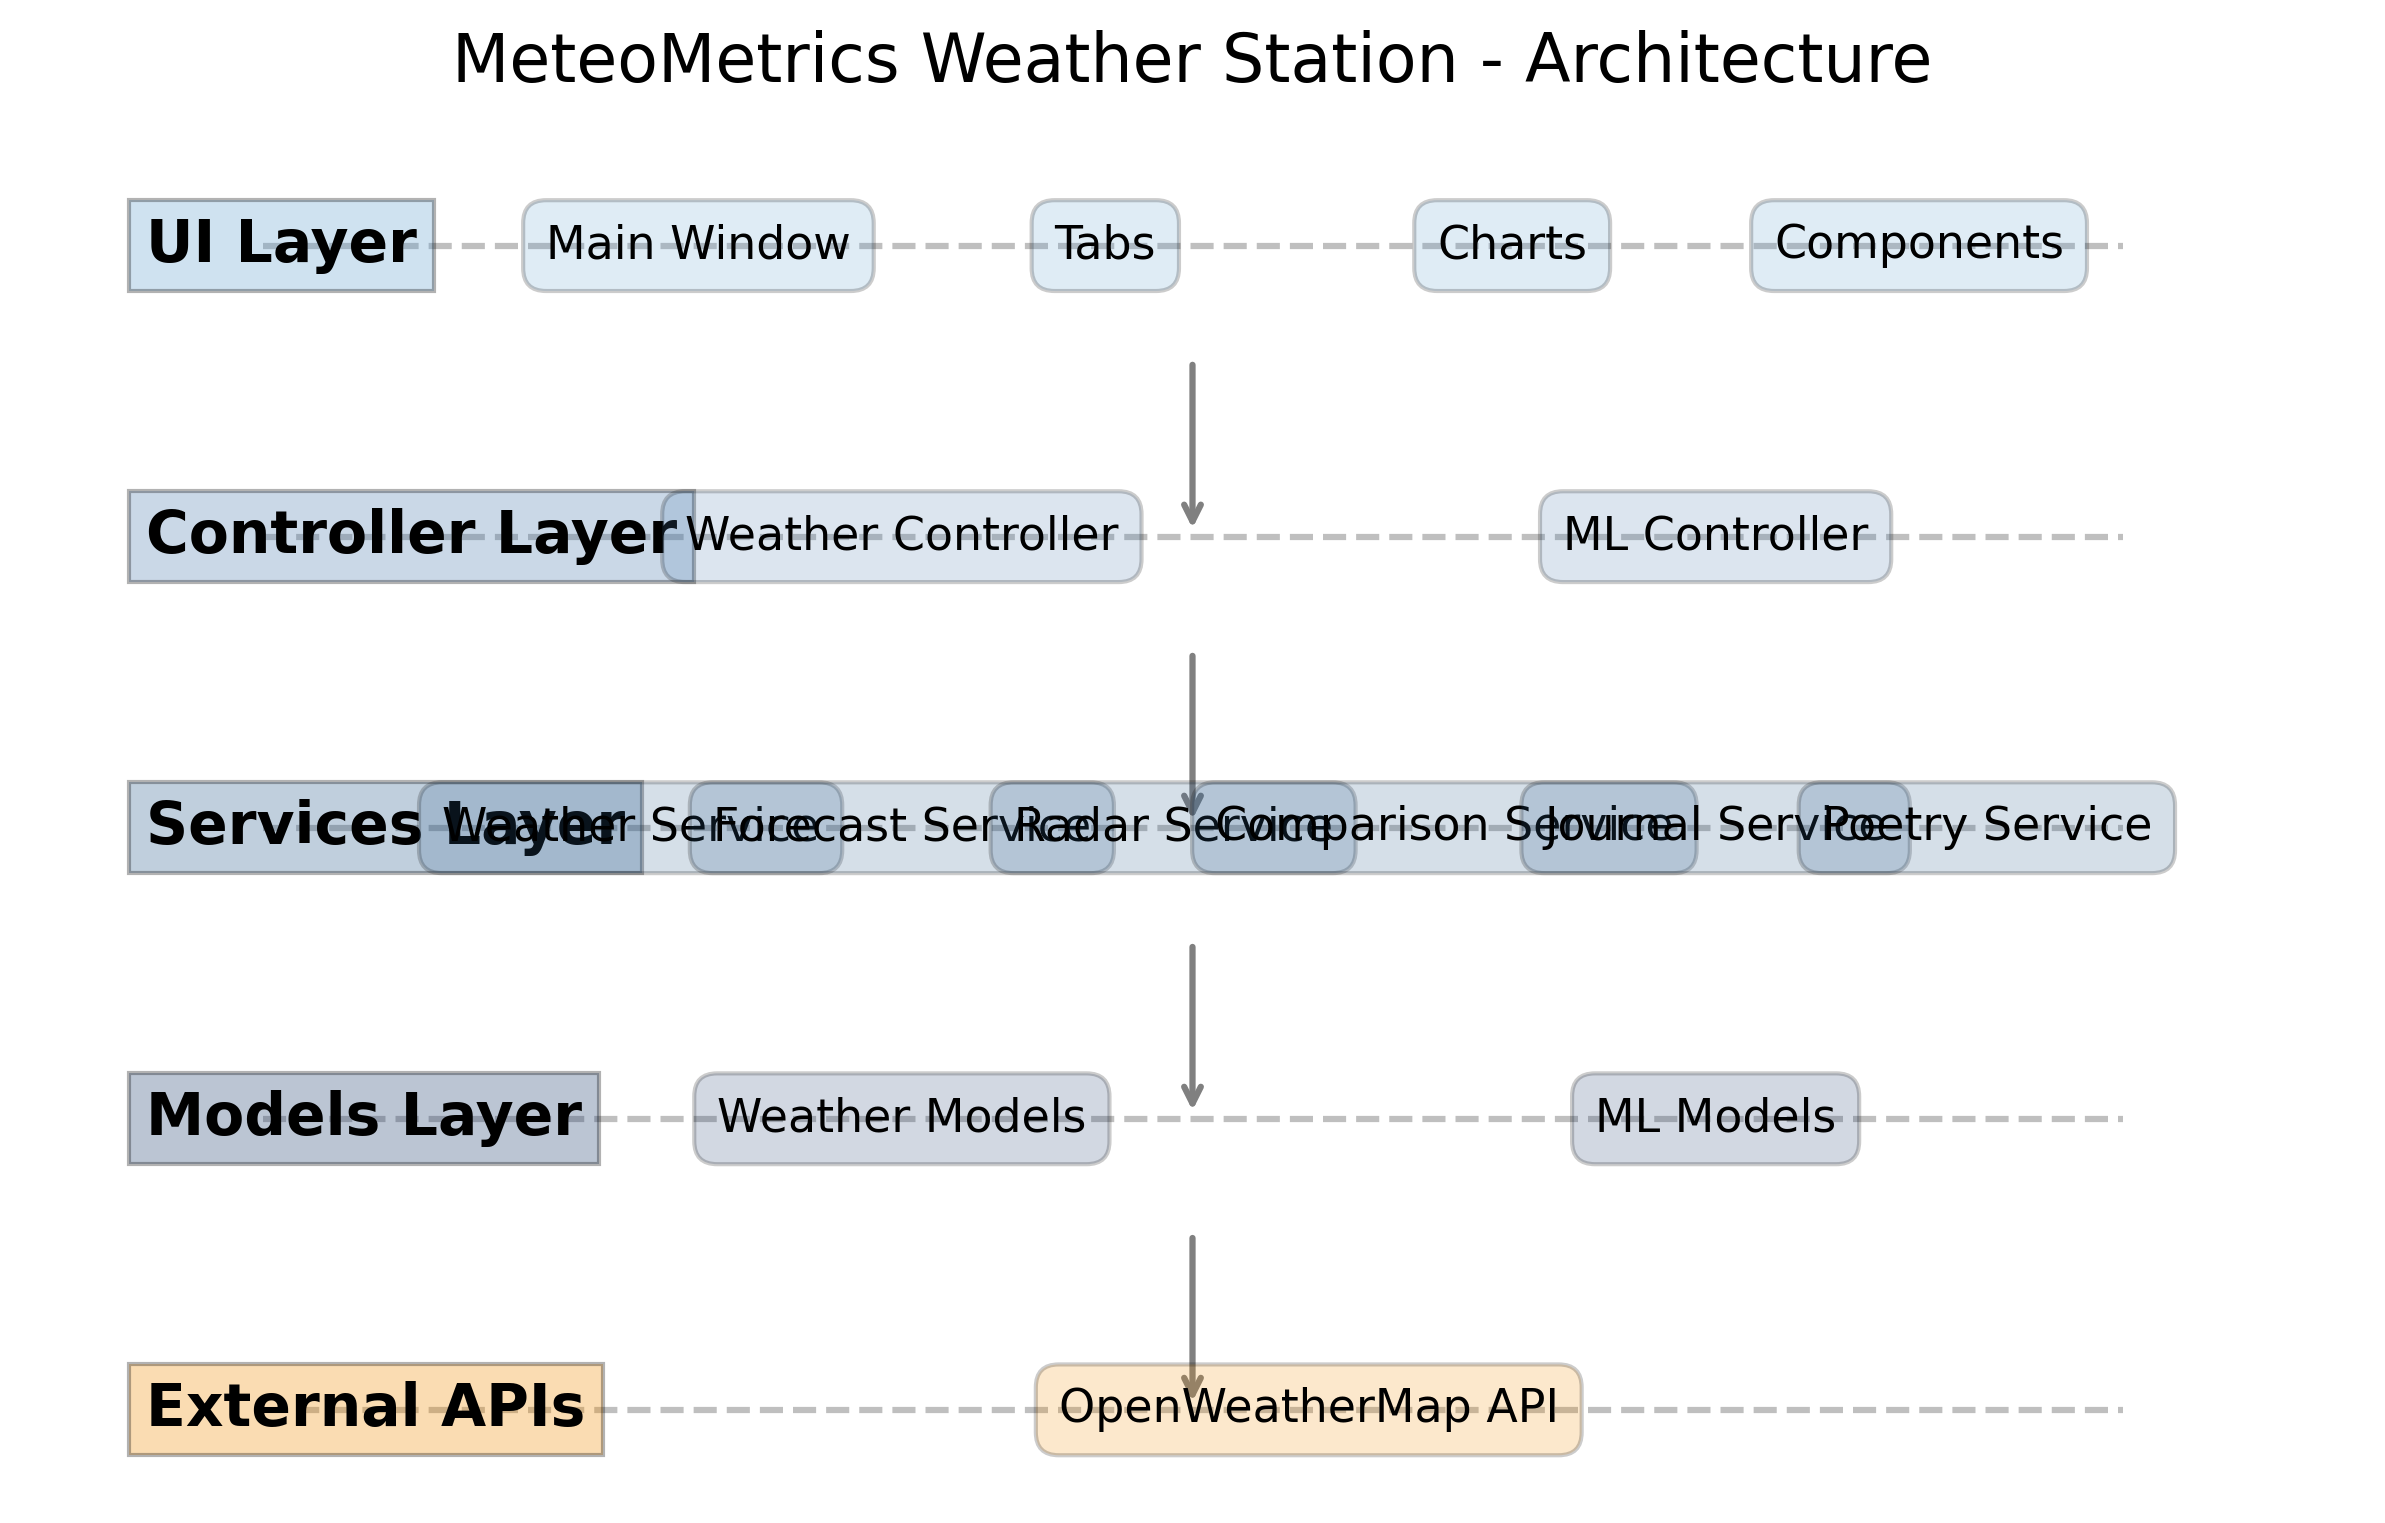 MeteoMetrics Weather Station - Architecture
UI Layer
Main Window
Tabs
Charts
Components
Controller Layer
Weather Controller
ML Controller
Services Layer
Weather Service
Forecast Service
Radar Service
Comparison Service
Journal Service
Poetry Service
Models Layer
Weather Models
ML Models
External APIs
OpenWeatherMap API